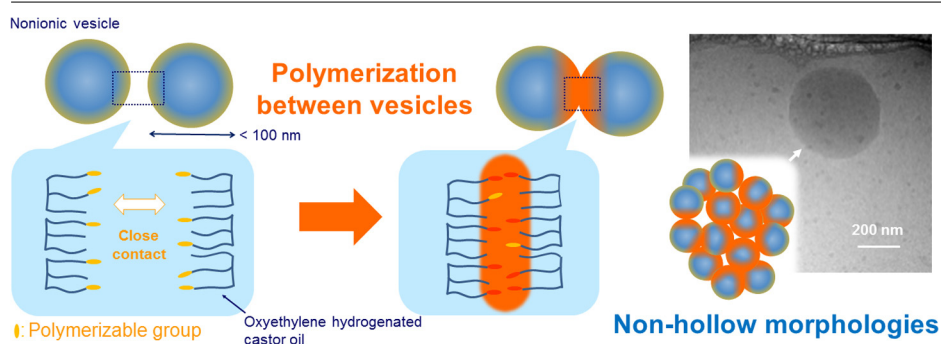 Nonionic vesicle
Polymerization
between vesicles
< 100 nm
Close
contact
: Polymerizable group
Oxyethylene hydrogenated
castor oil
200 nm
Non-hollow morphologies